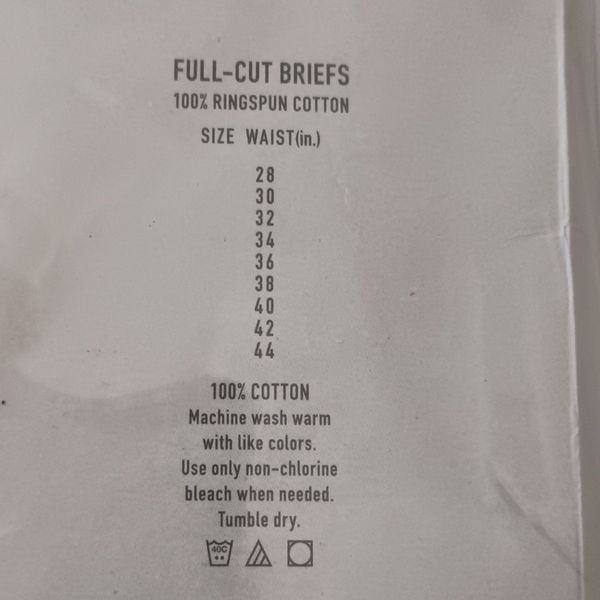 FULL-CUT BRIEFS
100% RINGSPUN COTTON
SIZE WAIST(in.)
28
30
32
34
36
38
40
42
44
100% COTTON
Machine wash warm
with like colors.
Use only non-chlorine
bleach when needed.
Tumble dry.
40C